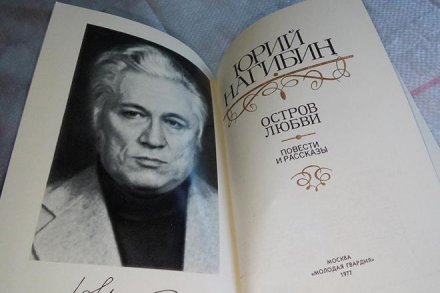 ЮРИЙ
НАГИБИН
ОСТРОВ
ЛЮБВИ
ПОВЕСТИ
И РАССКАЗЫ
МОСКВА
«МОЛОДАЯ ГВАРДИЯ»
1977